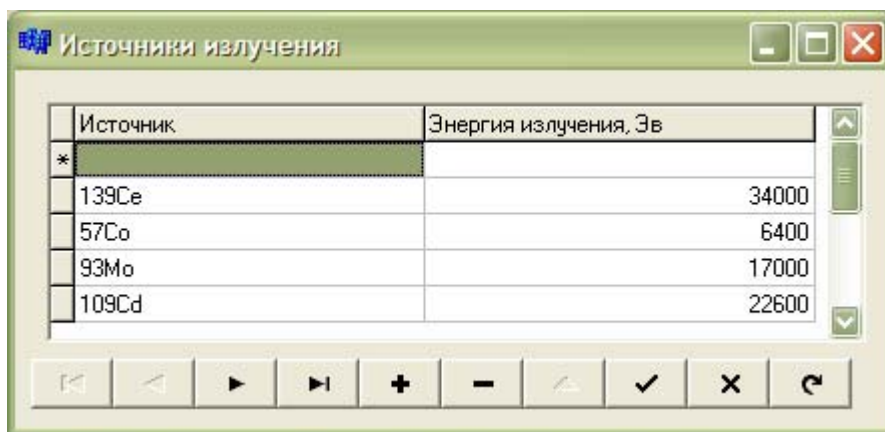 Источники излучения
Источник Энергия излучения, Эв
*
139Ce 34000
57Co 6400
93Mo 17000
109Cd 22600